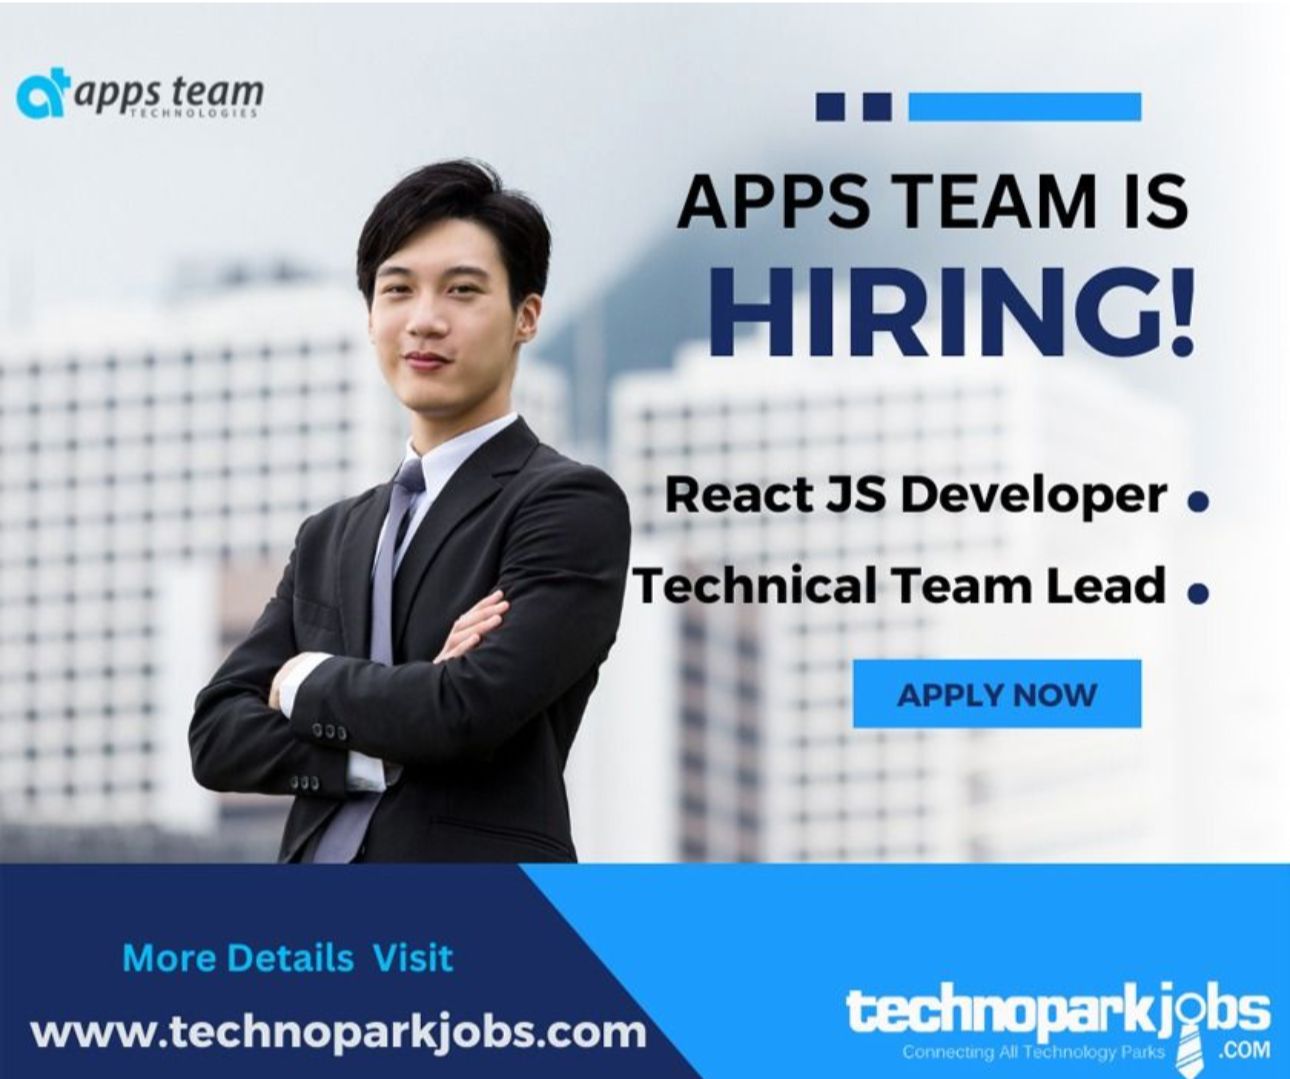 apps team
TECHNOLOGIES
APPS TEAM IS
HIRING!
React JS Developer •
Technical Team Lead •
APPLY NOW
More Details Visit
www.technoparkjobs.com
technoparkjobs
Connecting All Technology Parks
.COM